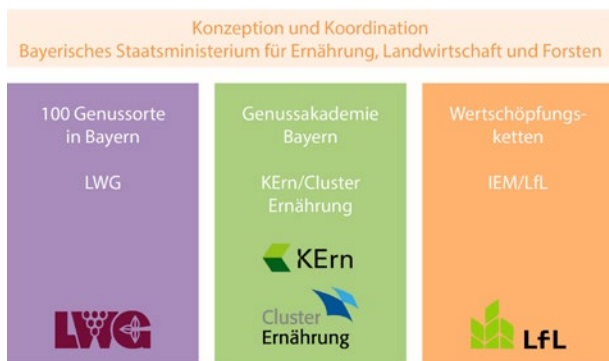 Konzeption und Koordination
Bayerisches Staatsministerium für Ernährung, Landwirtschaft und Forsten
100 Genussorte
in Bayern
LWG
LWG
Genussakademie
Bayern
KErn/Cluster
Ernährung
KErn
Cluster
Ernährung
Wertschöpfungs-
ketten
IEM/LfL
LfL